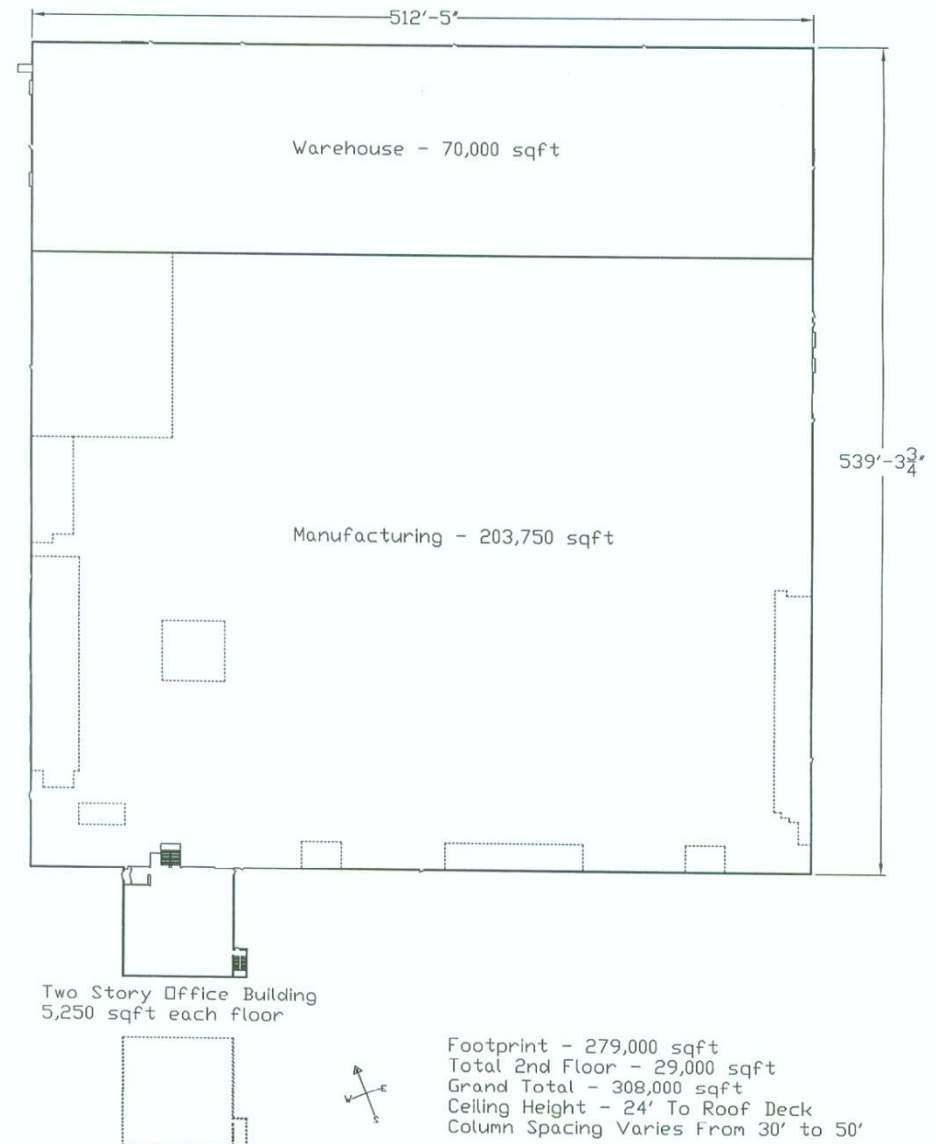 512'-5"
Warehouse - 70,000 sqft
539'-3¾"
Manufacturing - 203,750 sqft
Two Story Office Building
5,250 sqft each floor
W E
S
Footprint - 279,000 sqft
Total 2nd Floor - 29,000 sqft
Grand Total - 308,000 sqft
Ceiling Height - 24' To Roof Deck
Column Spacing Varies From 30' to 50'